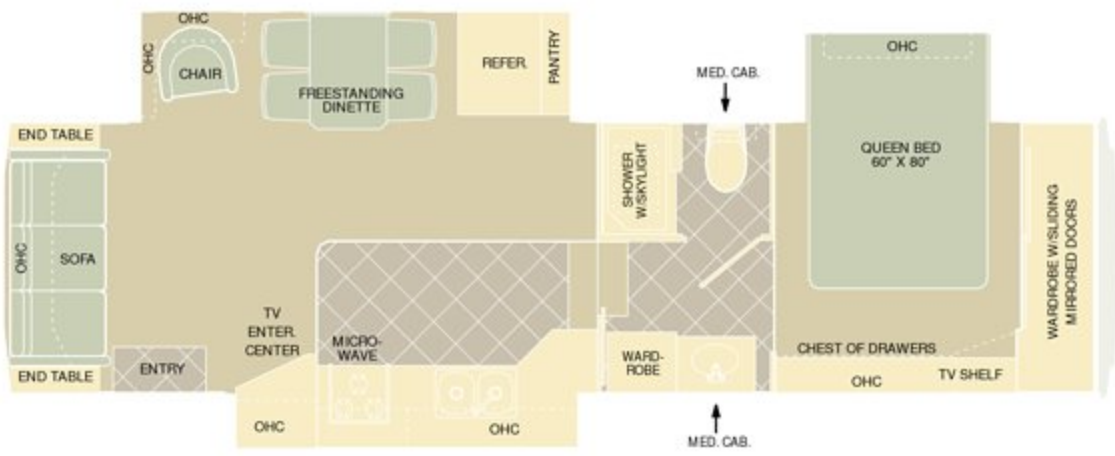 OHC
OHC
CHAIR
FREESTANDING
DINETTE
REFER.
PANTRY
MED. CAB.
OHC
END TABLE
QUEEN BED
60" X 80"
SHOWER
W/SKYLIGHT
WARDROBE W/SLIDING
MIRRORED DOORS
OHC
SOFA
TV
ENTER.
CENTER
MICRO-
WAVE
ENTRY
END TABLE
WARD-
ROBE
CHEST OF DRAWERS
OHC
TV SHELF
OHC
OHC
MED. CAB.